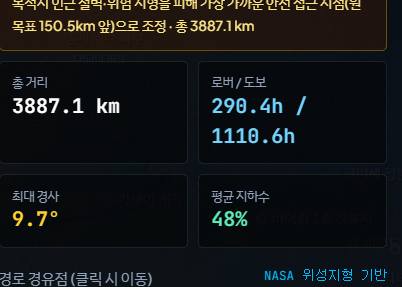 목적지 인근 절벽·위험 지형을 피해 가장 가까운 안전 접근 지점(원
목표 150.5km 앞)으로 조정 · 총 3887.1 km
총 거리
3887.1 km
로버 / 도보
290.4h /
1110.6h
최대 경사
9.7°
평균 지하수
48%
경로 경유점 (클릭 시 이동)
NASA 위성지형 기반